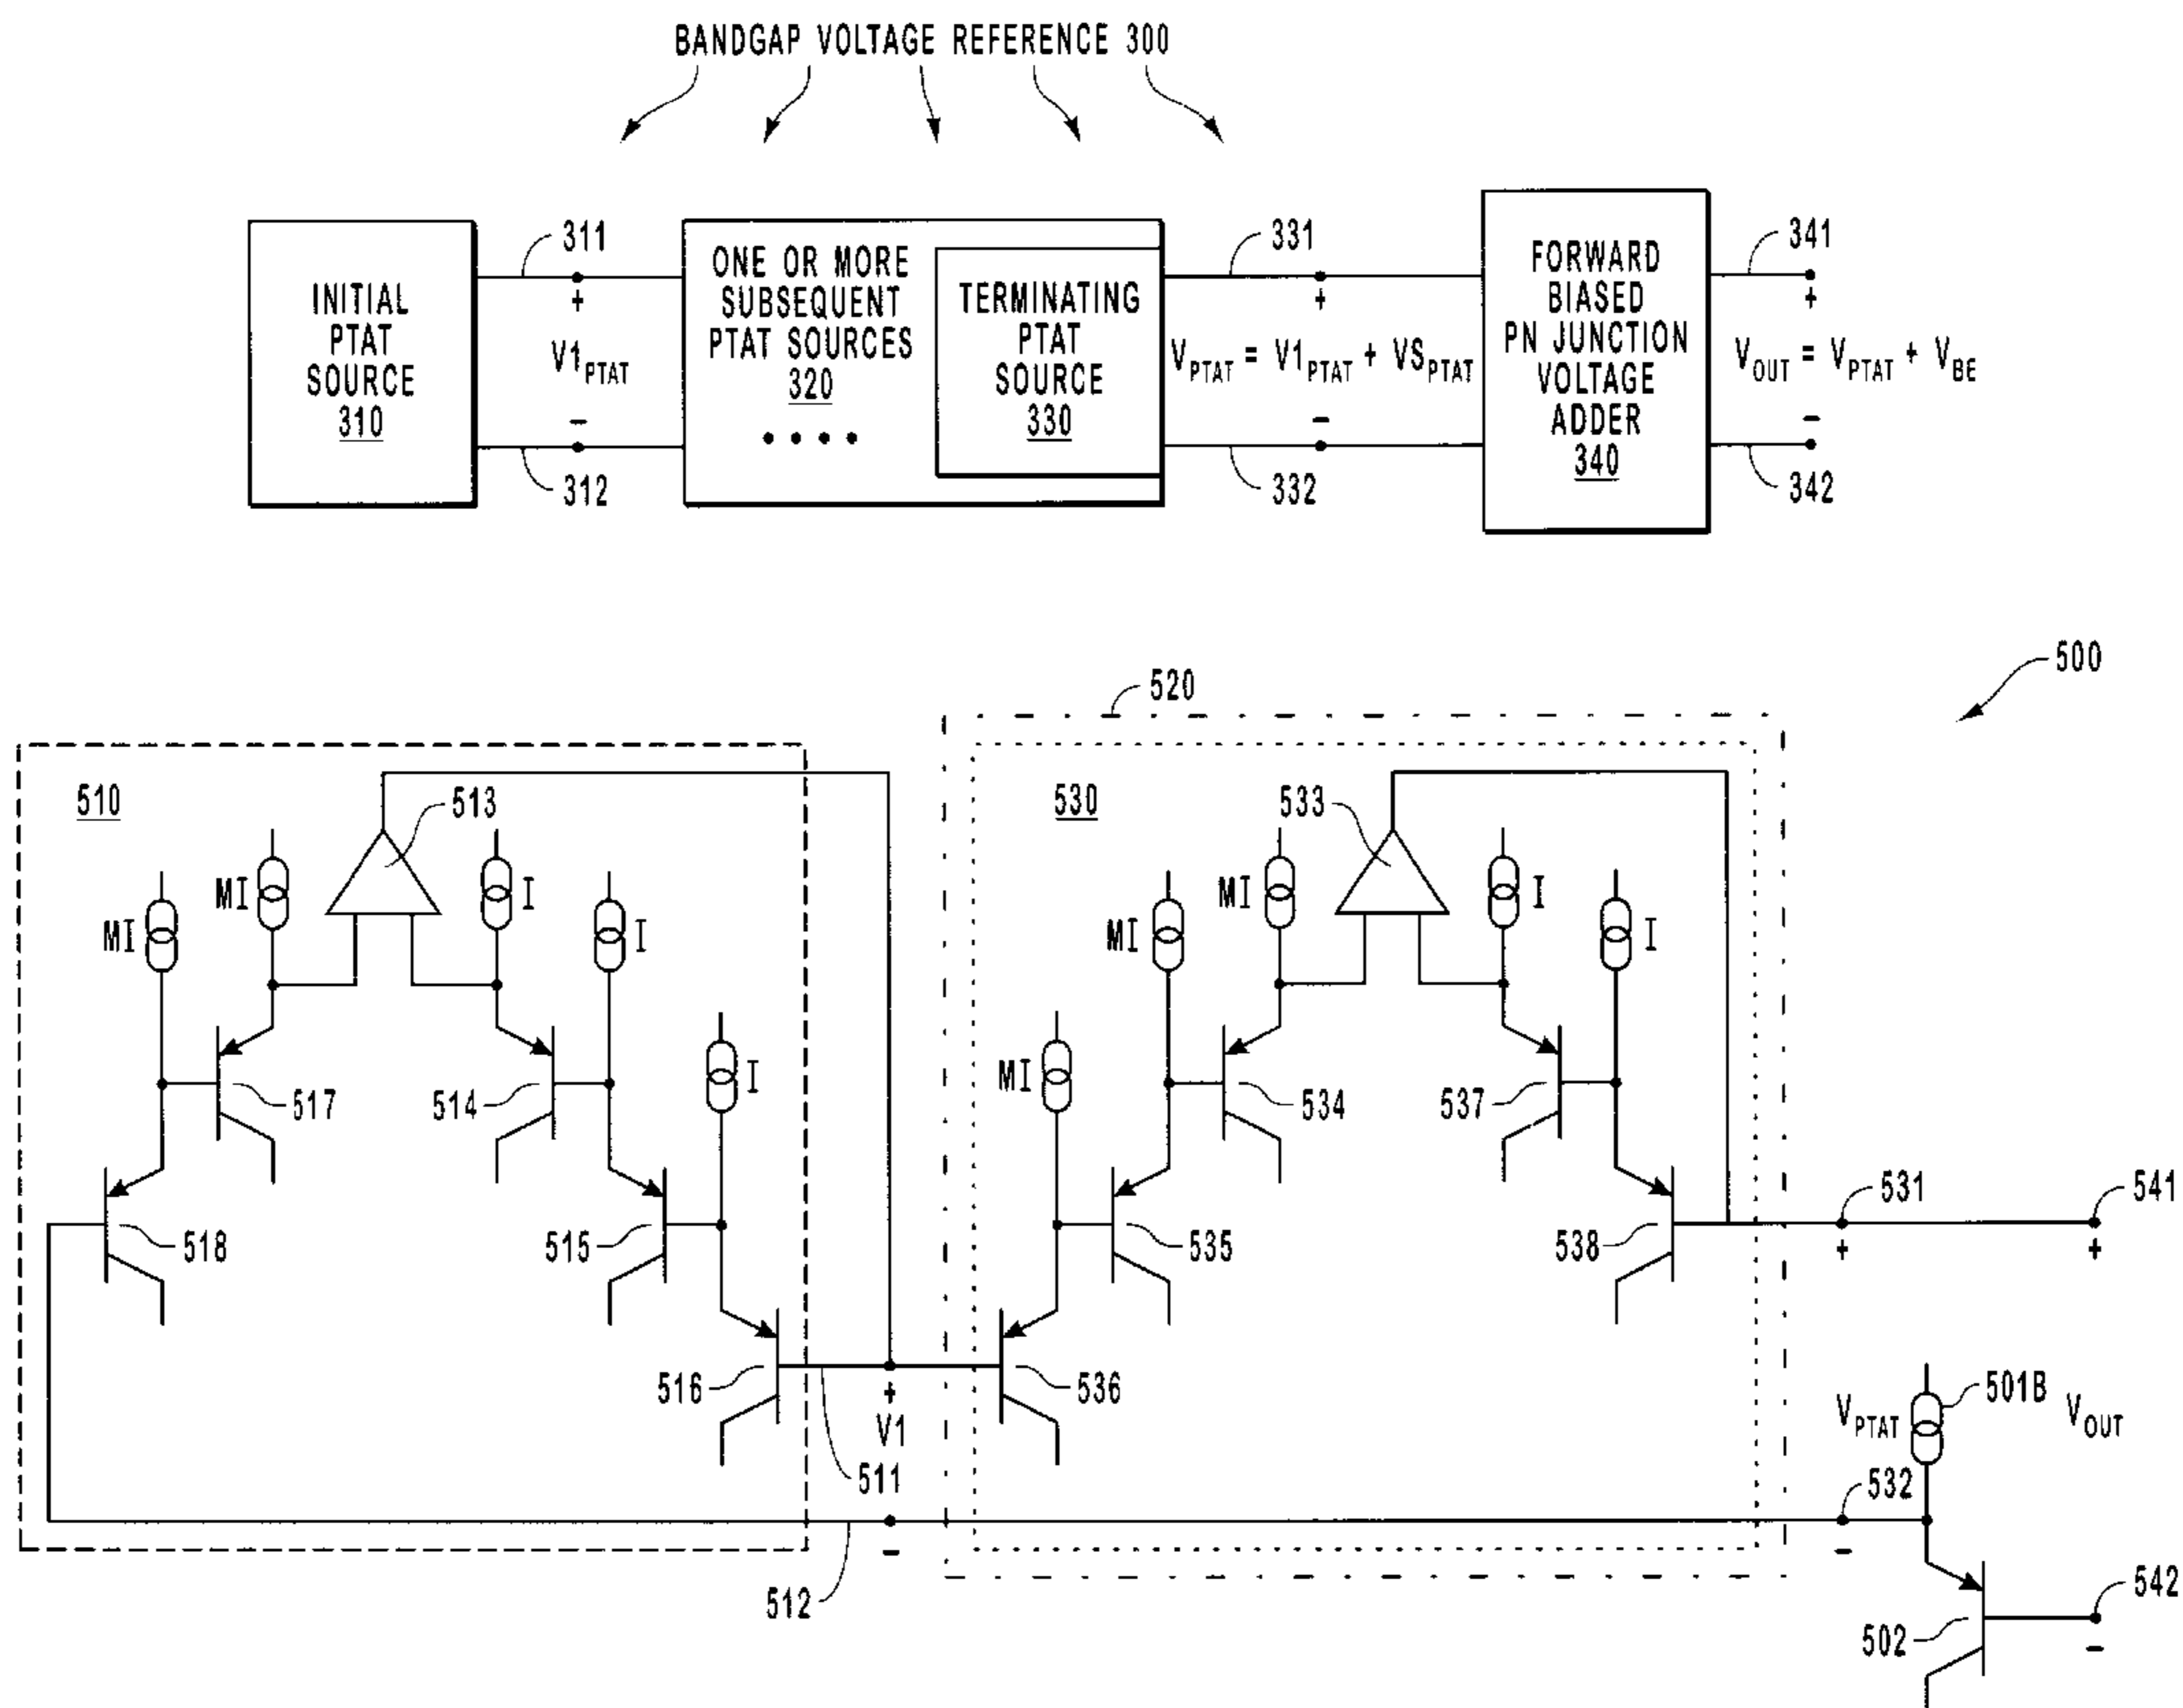 BANDGAP VOLTAGE REFERENCE 300
INITIAL
PTAT
SOURCE
310
311
+
V1PTAT
-
312
ONE OR MORE
SUBSEQUENT
PTAT SOURCES
320
TERMINATING
PTAT
SOURCE
330
331
+
VPTAT = V1PTAT + VSPTAT
-
332
FORWARD
BIASED
PN JUNCTION
VOLTAGE
ADDER
340
341
+
VOUT = VPTAT + VBE
-
342
500
520
510
513
MI
MI
I
I
I
517
514
518
515
516
511
+
V1
-
512
530
533
MI
MI
MI
I
I
534
537
535
538
536
531
+
541
+
VPTAT
501B
VOUT
532
-
502
542
-